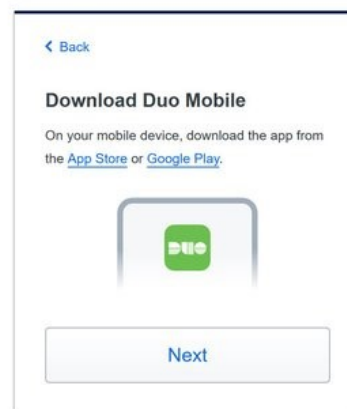 Back
Download Duo Mobile
On your mobile device, download the app from
the App Store or Google Play.
DUO
Next